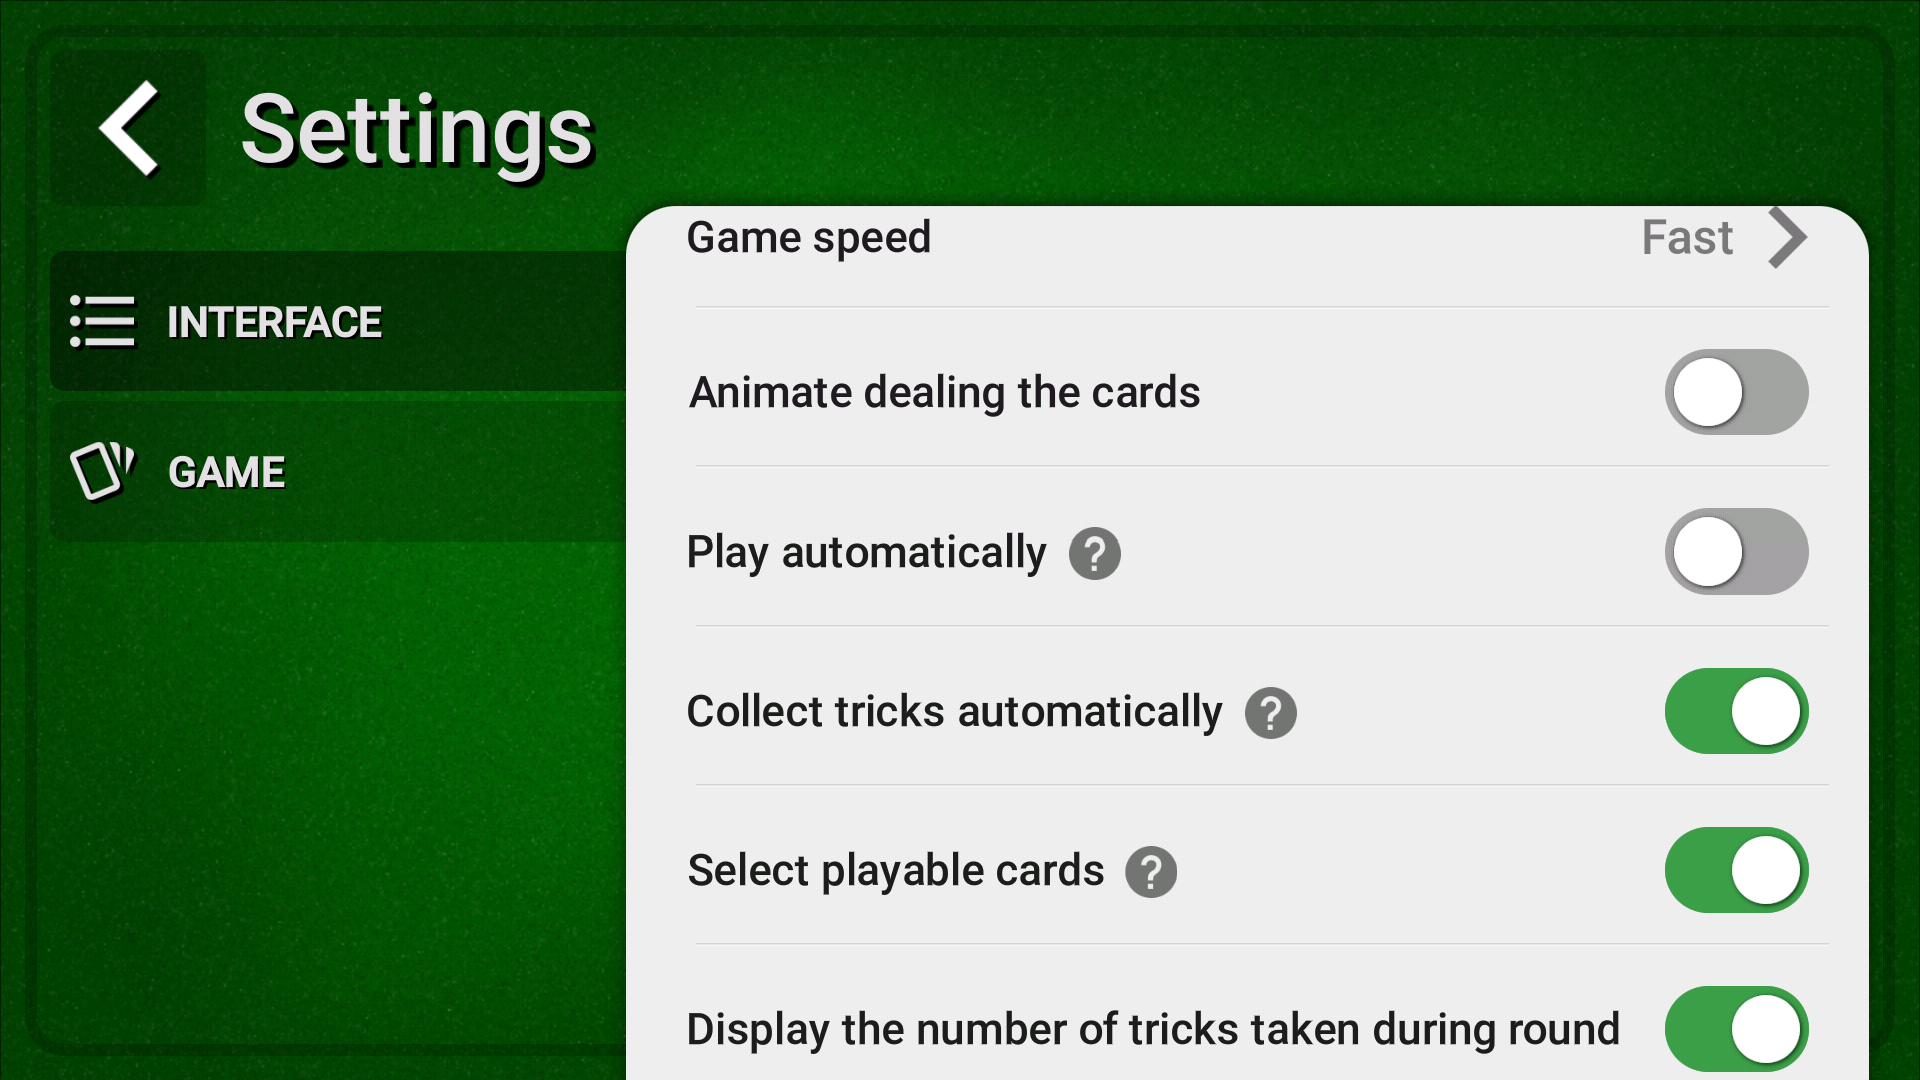 Settings
INTERFACE
GAME
Game speed
Fast
Animate dealing the cards
Play automatically ?
Collect tricks automatically ?
Select playable cards ?
Display the number of tricks taken during round